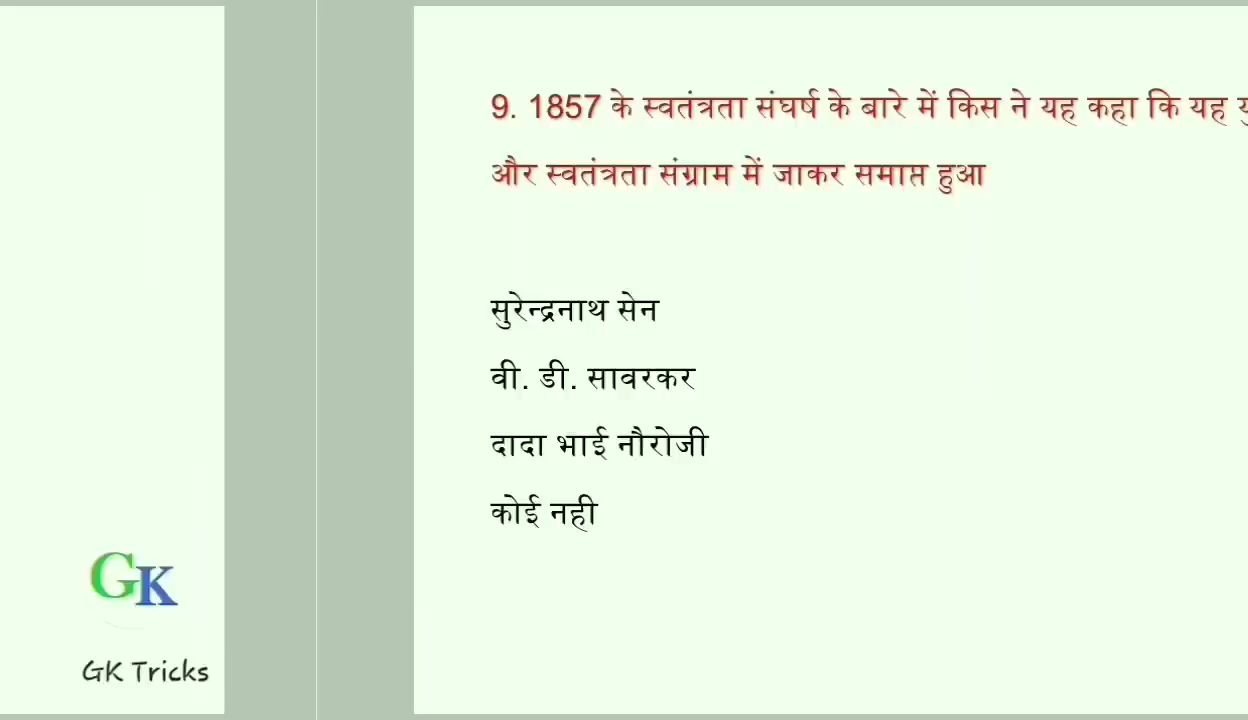 9. 1857 के स्वतंत्रता संघर्ष के बारे में किस ने यह कहा कि यह
और स्वतंत्रता संग्राम में जाकर समाप्त हुआ
सुरेन्द्रनाथ सेन
वी. डी. सावरकर
दादा भाई नौरोजी
कोई नही
GK
GK Tricks